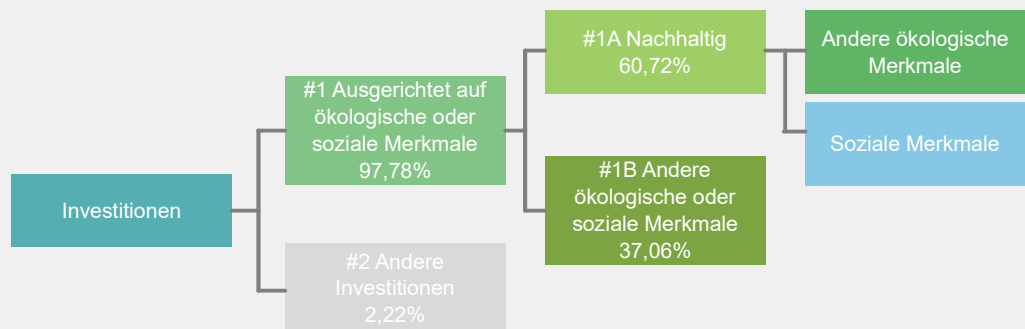 Investitionen
#1 Ausgerichtet auf
ökologische oder
soziale Merkmale
97,78%
#2 Andere
Investitionen
2,22%
#1A Nachhaltig
60,72%
#1B Andere
ökologische oder
soziale Merkmale
37,06%
Andere ökologische
Merkmale
Soziale Merkmale